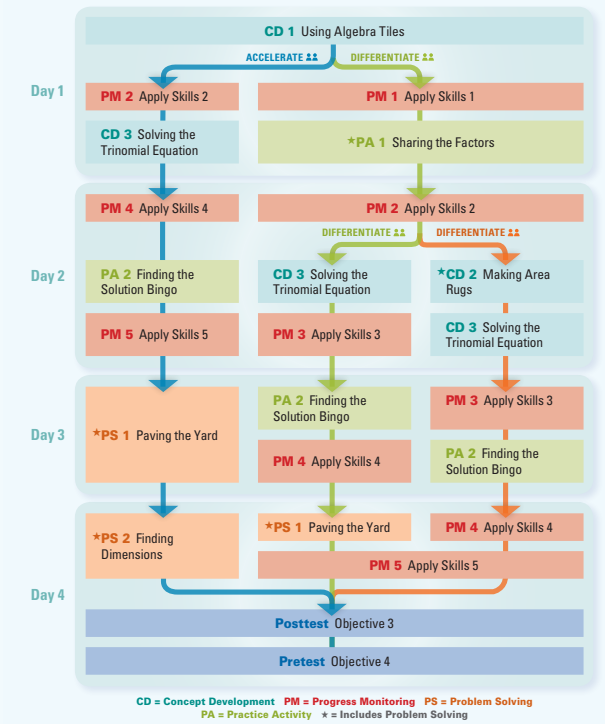 CD 1 Using Algebra Tiles
ACCELERATE
DIFFERENTIATE
Day 1
PM 2 Apply Skills 2
PM 1 Apply Skills 1
CD 3 Solving the
Trinomial Equation
★PA 1 Sharing the Factors
PM 4 Apply Skills 4
PM 2 Apply Skills 2
DIFFERENTIATE
DIFFERENTIATE
Day 2
PA 2 Finding the
Solution Bingo
CD 3 Solving the
Trinomial Equation
★CD 2 Making Area
Rugs
PM 5 Apply Skills 5
PM 3 Apply Skills 3
CD 3 Solving the
Trinomial Equation
Day 3
★PS 1 Paving the Yard
PA 2 Finding the
Solution Bingo
PM 4 Apply Skills 4
PM 3 Apply Skills 3
PA 2 Finding the
Solution Bingo
Day 4
★PS 2 Finding
Dimensions
★PS 1 Paving the Yard
PM 4 Apply Skills 4
PM 5 Apply Skills 5
Posttest Objective 3
Pretest Objective 4
CD = Concept Development PM = Progress Monitoring PS = Problem Solving
PA = Practice Activity ★ = Includes Problem Solving